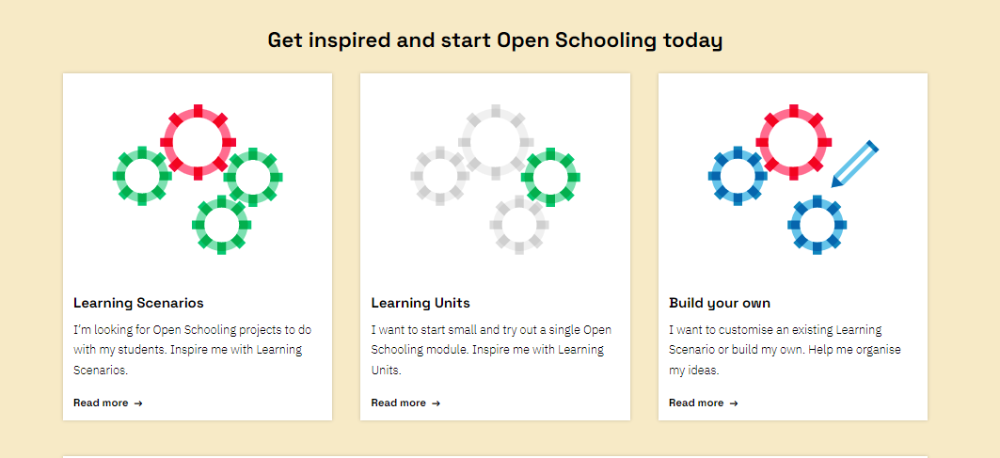 Get inspired and start Open Schooling today
Learning Scenarios
I'm looking for Open Schooling projects to do
with my students. Inspire me with Learning
Scenarios.
Read more →
Learning Units
I want to start small and try out a single Open
Schooling module. Inspire me with Learning
Units.
Read more →
Build your own
I want to customise an existing Learning
Scenario or build my own. Help me organise
my ideas.
Read more →